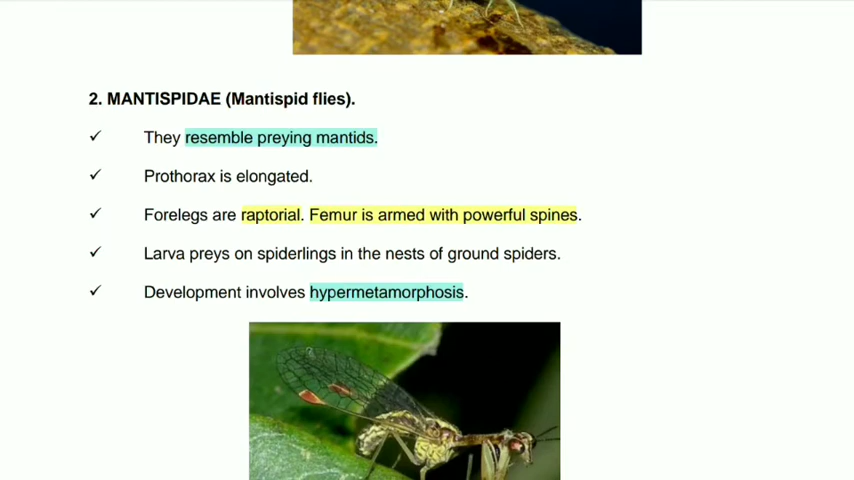 2. MANTISPIDAE (Mantispid flies).
✓ They resemble preying mantids.
✓ Prothorax is elongated.
✓ Forelegs are raptorial. Femur is armed with powerful spines.
✓ Larva preys on spiderlings in the nests of ground spiders.
✓ Development involves hypermetamorphosis.